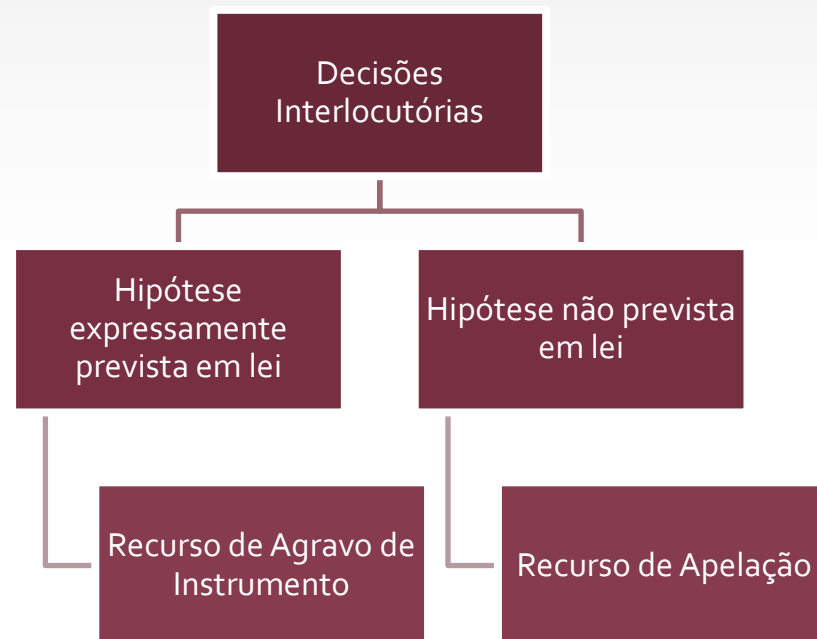 Decisões
Interlocutórias
Hipótese
expressamente
prevista em lei
Hipótese não prevista
em lei
Recurso de Agravo de
Instrumento
Recurso de Apelação